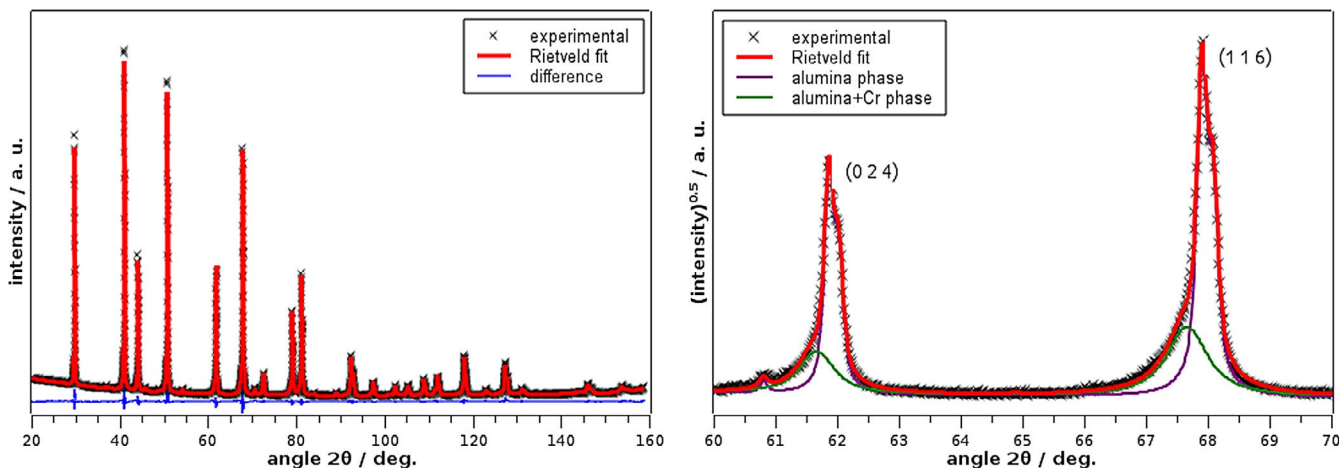 experimental
Rietveld fit
difference
intensity / a. u.
20 40 60 80 100 120 140 160
angle 2θ / deg.
experimental
Rietveld fit
alumina phase
alumina+Cr phase
(1 1 6)
(0 2 4)
(intensity)^0.5 / a. u.
60 61 62 63 64 65 66 67 68 69 70
angle 2θ / deg.